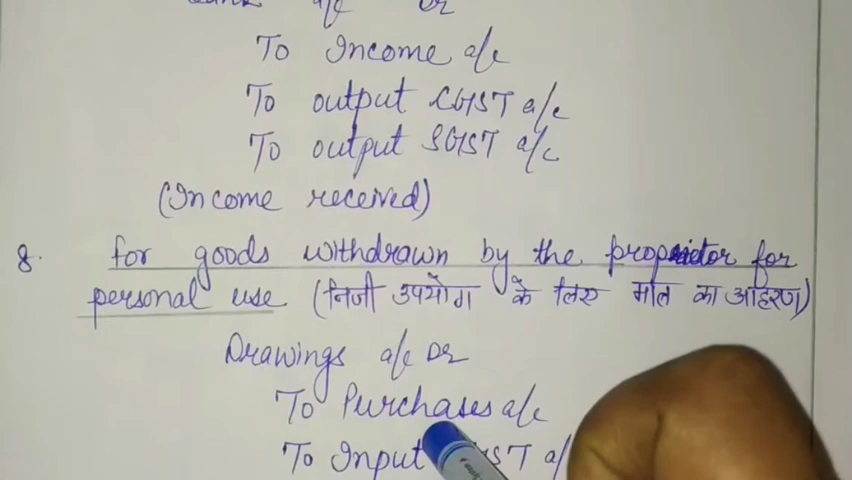 a/c Dr
To Income a/c
To output CGST a/c
To output SGST a/c
(Income received)
8. for goods withdrawn by the proprietor for
personal use (निजी उपयोग के लिए माल का आहरण)
Drawings a/c Dr
To Purchases a/c
To Input